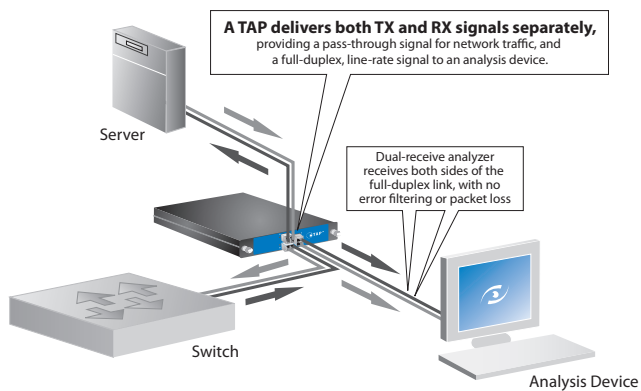 A TAP delivers both TX and RX signals separately,
providing a pass-through signal for network traffic, and
a full-duplex, line-rate signal to an analysis device.
Server
Dual-receive analyzer
receives both sides of the
full-duplex link, with no
error filtering or packet loss
TAP
Switch
Analysis Device